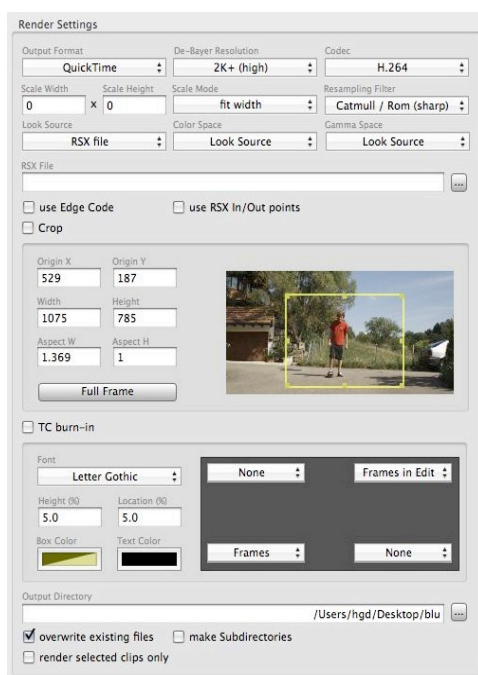 Render Settings
Output Format De-Bayer Resolution Codec
QuickTime 2K+ (high) H.264
Scale Width Scale Height Scale Mode Resampling Filter
0 x 0 fit width Catmull / Rom (sharp)
Look Source Color Space Gamma Space
RSX file Look Source Look Source
RSX File
...
use Edge Code use RSX In/Out points
Crop
Origin X Origin Y
529 187
Width Height
1075 785
Aspect W Aspect H
1.369 1
Full Frame
TC burn-in
Font
Letter Gothic None Frames in Edit
Height (%) Location (%)
5.0 5.0
Box Color Text Color
Frames None
Output Directory
/Users/hgd/Desktop/blu ...
overwrite existing files make Subdirectories
render selected clips only